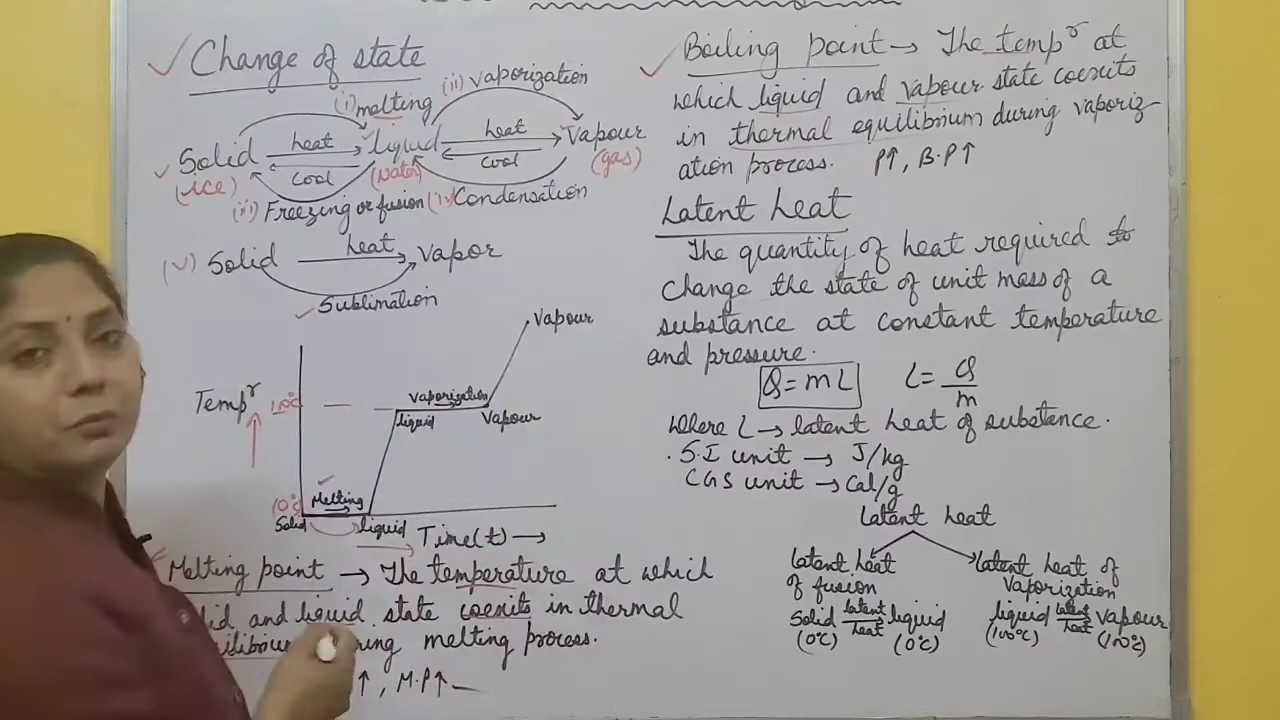 Change of state
(ii) vaporization
(i) melting
Solid heat liquid heat Vapour
cool cool
(ice) (water) (gas)
(iii) Freezing or fusion (iv) Condensation
(v) Solid heat Vapor
Sublimation
Vapour
Temp^r 100°C vaporization
liquid Vapour
(0°C) Melting
Solid liquid Time(t) →
Melting point → The temperature at which
and liquid state coexits in thermal
melting process.
↑, M.P↑
Boiling point → The temp^r at
which liquid and vapour state coexits
in thermal equilibrium during vaporiz
ation process. P↑, B.P↑
Latent heat
The quantity of heat required to
Change the state of unit mass of a
substance at constant temperature
and pressure.
Q = mL L = Q/m
where L → latent heat of substance.
S.I unit → J/kg
CGS unit → Cal/g
Latent heat
latent heat latent heat of
of fusion Vaporization
Solid latent heat → liquid liquid latent heat → vapour
(0°C) (0°C) (100°C) (100°C)